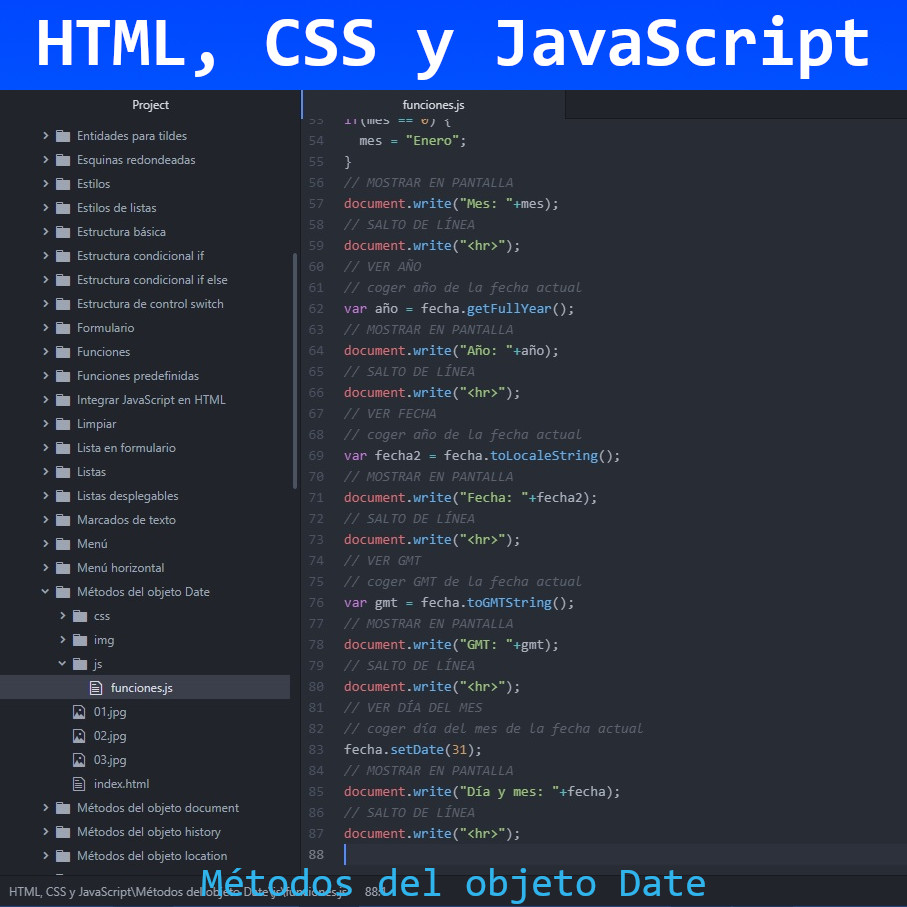 HTML, CSS y JavaScript
Project
Entidades para tildes
Esquinas redondeadas
Estilos
Estilos de listas
Estructura básica
Estructura condicional if
Estructura condicional if else
Estructura de control switch
Formulario
Funciones
Funciones predefinidas
Integrar JavaScript en HTML
Limpiar
Lista en formulario
Listas
Listas desplegables
Marcados de texto
Menú
Menú horizontal
Métodos del objeto Date
css
img
js
funciones.js
01.jpg
02.jpg
03.jpg
index.html
Métodos del objeto document
Métodos del objeto history
Métodos del objeto location
funciones.js
53 if(mes == 0) {
54 mes = "Enero";
55 }
56 // MOSTRAR EN PANTALLA
57 document.write("Mes: "+mes);
58 // SALTO DE LÍNEA
59 document.write("<hr>");
60 // VER AÑO
61 // coger año de la fecha actual
62 var año = fecha.getFullYear();
63 // MOSTRAR EN PANTALLA
64 document.write("Año: "+año);
65 // SALTO DE LÍNEA
66 document.write("<hr>");
67 // VER FECHA
68 // coger año de la fecha actual
69 var fecha2 = fecha.toLocaleString();
70 // MOSTRAR EN PANTALLA
71 document.write("Fecha: "+fecha2);
72 // SALTO DE LÍNEA
73 document.write("<hr>");
74 // VER GMT
75 // coger GMT de la fecha actual
76 var gmt = fecha.toGMTString();
77 // MOSTRAR EN PANTALLA
78 document.write("GMT: "+gmt);
79 // SALTO DE LÍNEA
80 document.write("<hr>");
81 // VER DÍA DEL MES
82 // coger día del mes de la fecha actual
83 fecha.setDate(31);
84 // MOSTRAR EN PANTALLA
85 document.write("Día y mes: "+fecha);
86 // SALTO DE LÍNEA
87 document.write("<hr>");
88
HTML, CSS y JavaScript\Métodos del objeto Date\js\funciones.js 88:1
Métodos del objeto Date